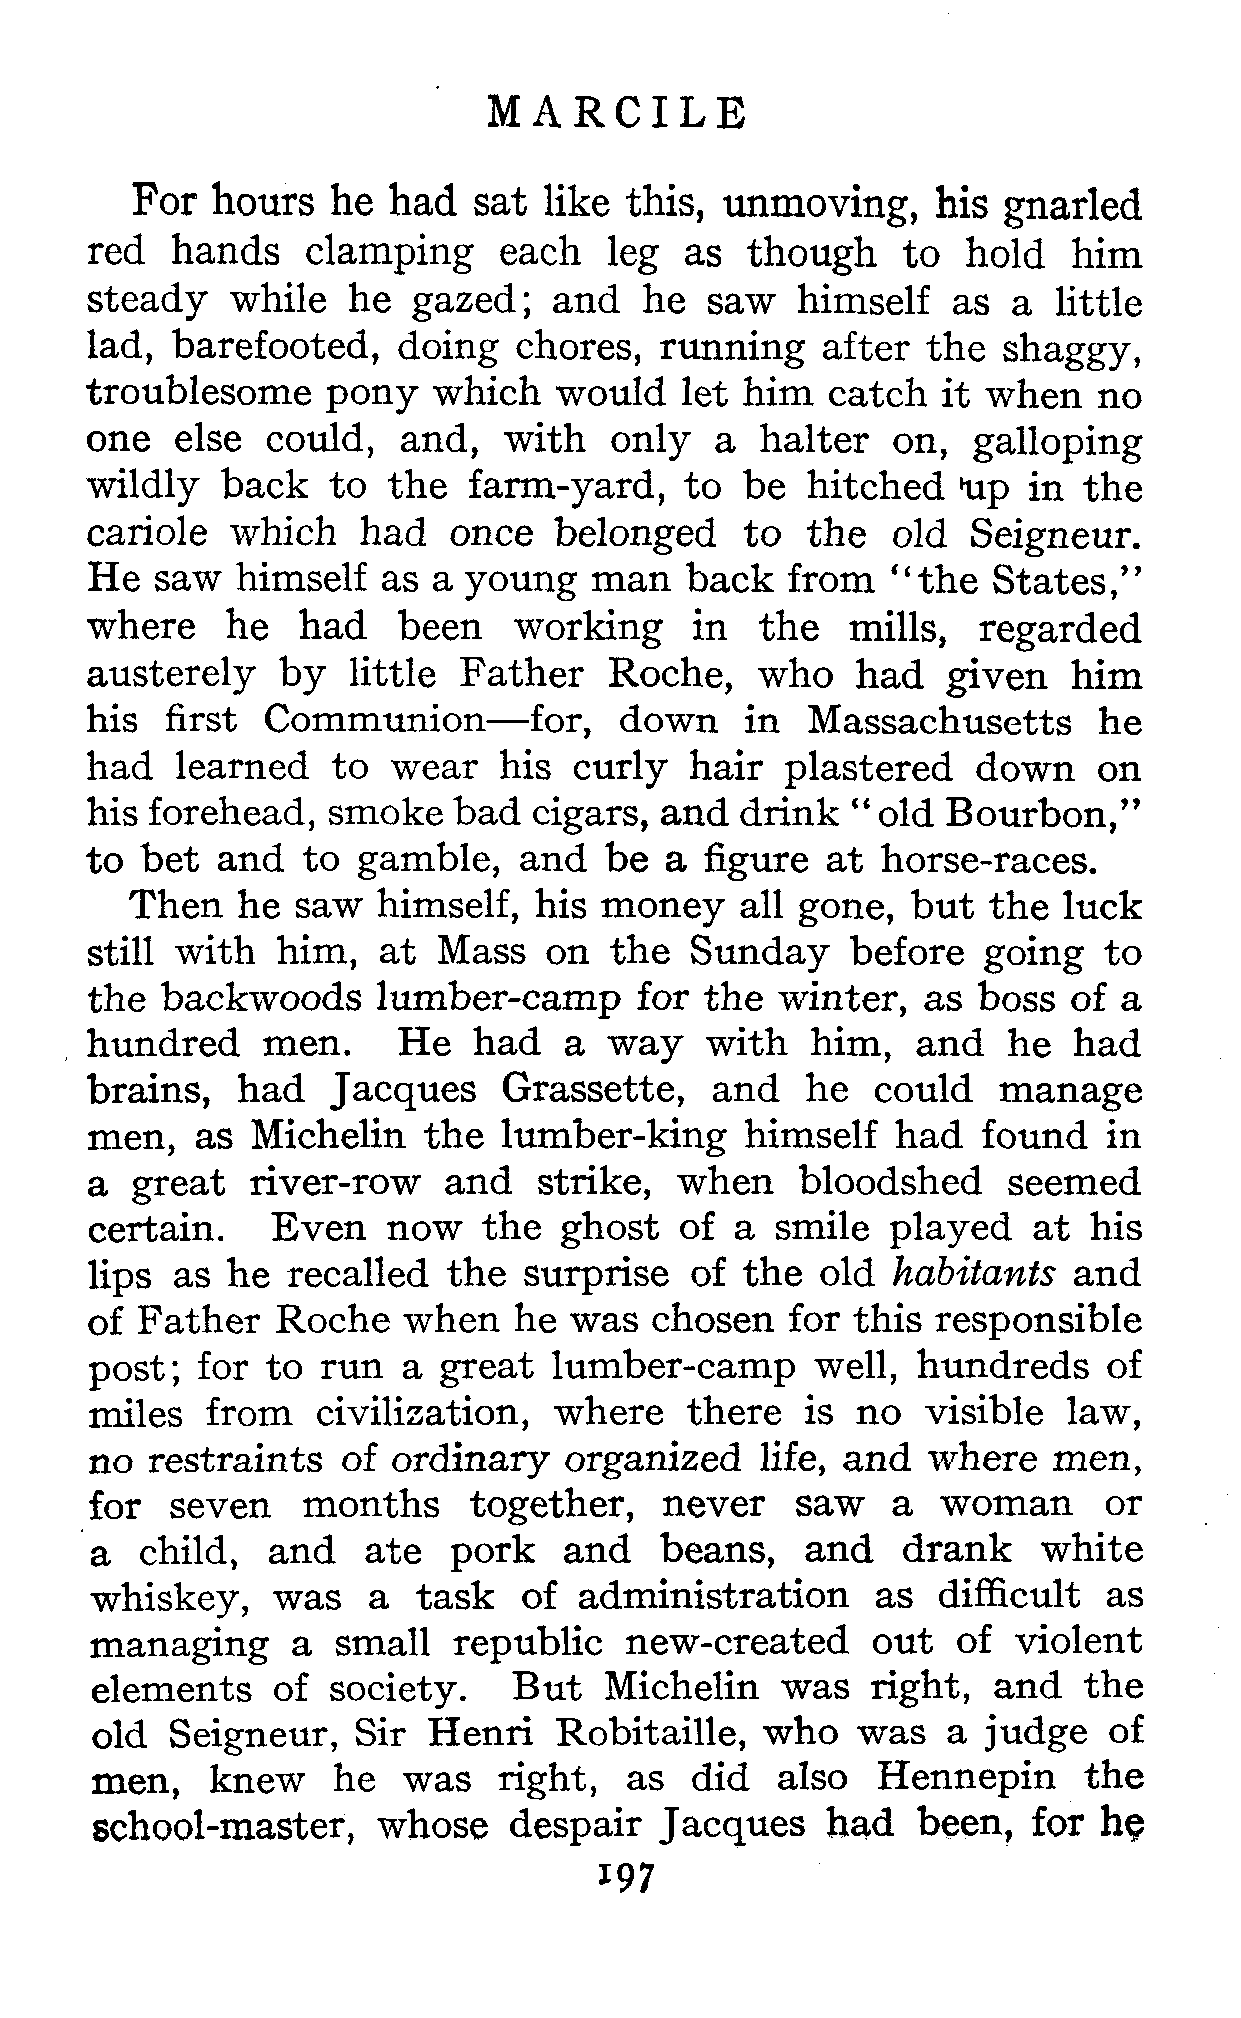 MARCILE
For hours he had sat like this, unmoving, his gnarled
red hands clamping each leg as though to hold him
steady while he gazed; and he saw himself as a little
lad, barefooted, doing chores, running after the shaggy,
troublesome pony which would let him catch it when no
one else could, and, with only a halter on, galloping
wildly back to the farm-yard, to be hitched up in the
cariole which had once belonged to the old Seigneur.
He saw himself as a young man back from “the States,”
where he had been working in the mills, regarded
austerely by little Father Roche, who had given him
his first Communion—for, down in Massachusetts he
had learned to wear his curly hair plastered down on
his forehead, smoke bad cigars, and drink “old Bourbon,”
to bet and to gamble, and be a figure at horse-races.
Then he saw himself, his money all gone, but the luck
still with him, at Mass on the Sunday before going to
the backwoods lumber-camp for the winter, as boss of a
hundred men. He had a way with him, and he had
brains, had Jacques Grassette, and he could manage
men, as Michelin the lumber-king himself had found in
a great river-row and strike, when bloodshed seemed
certain. Even now the ghost of a smile played at his
lips as he recalled the surprise of the old habitants and
of Father Roche when he was chosen for this responsible
post; for to run a great lumber-camp well, hundreds of
miles from civilization, where there is no visible law,
no restraints of ordinary organized life, and where men,
for seven months together, never saw a woman or
a child, and ate pork and beans, and drank white
whiskey, was a task of administration as difficult as
managing a small republic new-created out of violent
elements of society. But Michelin was right, and the
old Seigneur, Sir Henri Robitaille, who was a judge of
men, knew he was right, as did also Hennepin the
school-master, whose despair Jacques had been, for he
197